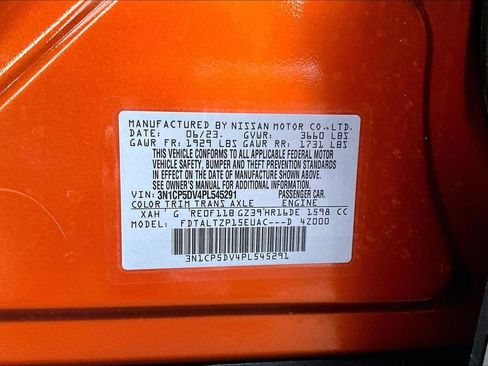 MANUFACTURED BY NISSAN MOTOR CO., LTD.
DATE: 06/23. GVWR: 3660 LBS
GAWR FR: 1929 LBS GAWR RR: 1731 LBS
THIS VEHICLE CONFORMS TO ALL APPLICABLE FEDERAL MOTOR
VEHICLE SAFETY, BUMPER AND THEFT PREVENTION STANDARDS
IN EFFECT ON THE DATE OF MANUFACTURE SHOWN ABOVE.
SEE OWNER'S MANUAL FOR ADDITIONAL INFORMATION.
VIN: 3N1CP5DV4PL545291 PASSENGER CAR.
COLOR TRIM TRANS AXLE ENGINE
XAH ' G ' RE0F11B GZ39'HR16DE 1598 CC
MODEL: FDTALTZP15EUAC---D 4Z000
3N1CP5DV4PL545291